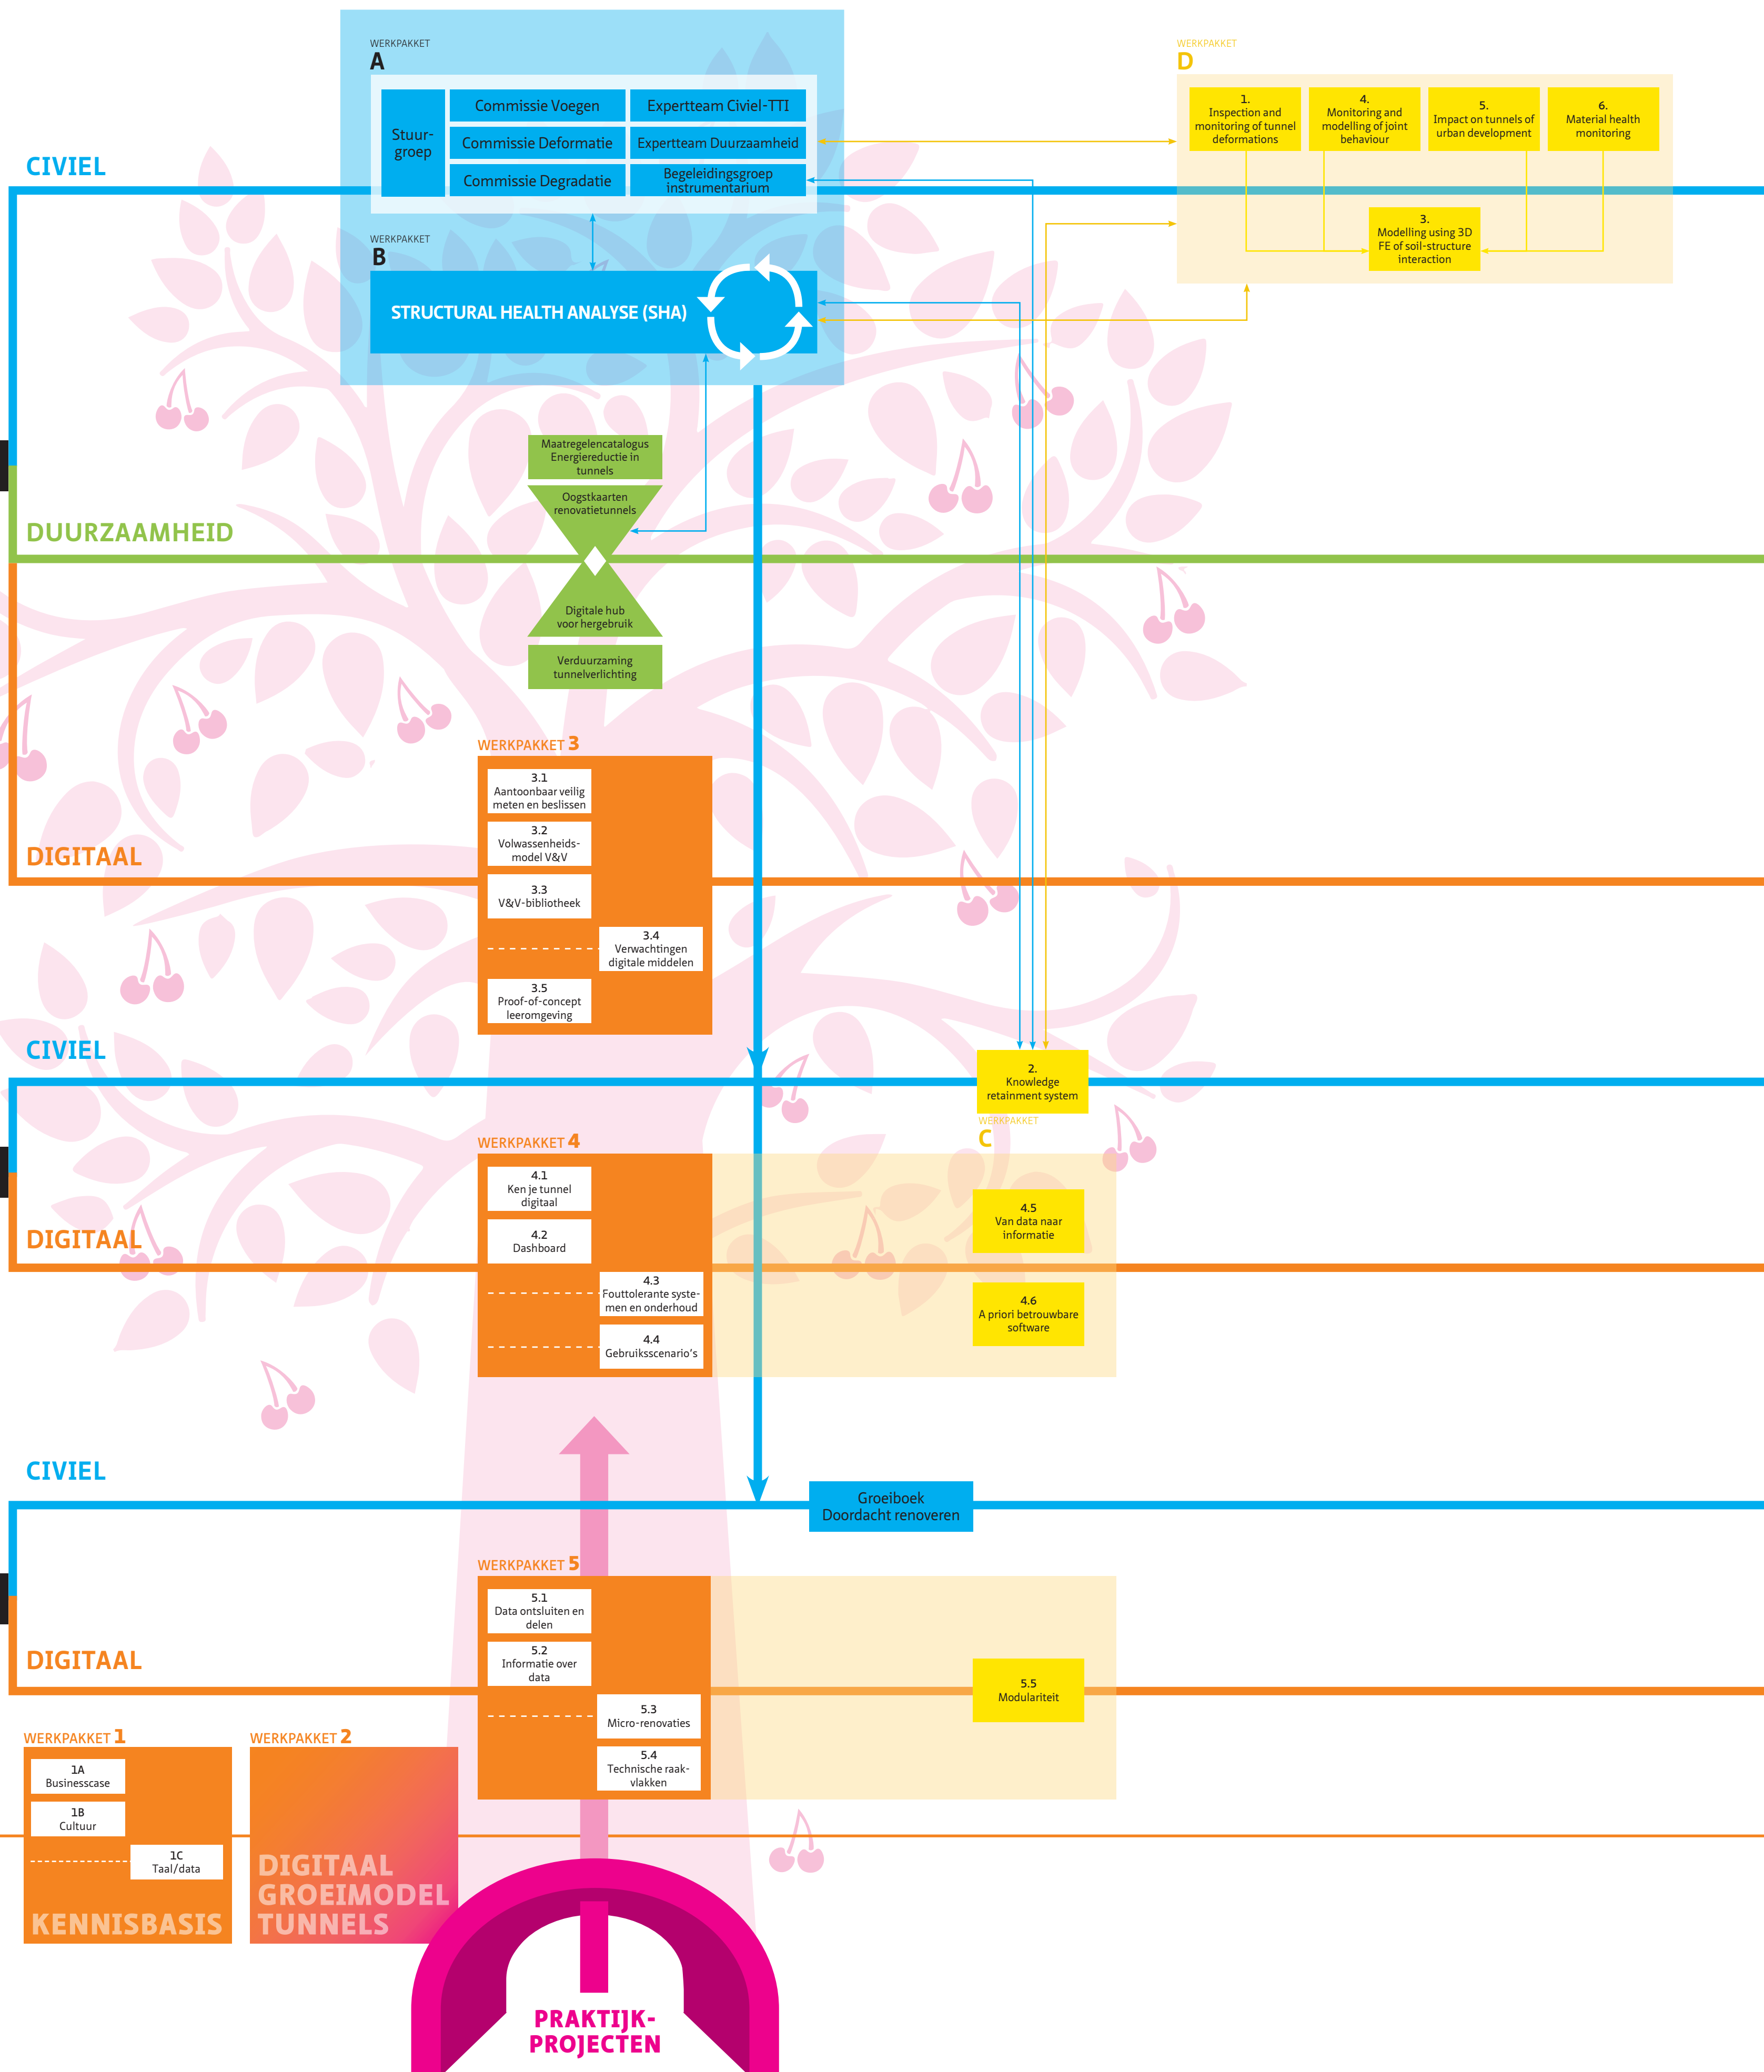 WERKPAKKET
A
Stuur-
groep
Commissie Voegen
Expertteam Civiel-TTI
Commissie Deformatie
Expertteam Duurzaamheid
Commissie Degradatie
Begeleidingsgroep
instrumentarium
WERKPAKKET
D
1.
Inspection and
monitoring of tunnel
deformations
4.
Monitoring and
modelling of joint
behaviour
5.
Impact on tunnels of
urban development
6.
Material health
monitoring
3.
Modelling using 3D
FE of soil-structure
interaction
CIVIEL
WERKPAKKET
B
STRUCTURAL HEALTH ANALYSE (SHA)
Maatregelencatalogus
Energiereductie in
tunnels
Oogstkaarten
renovatietunnels
DUURZAAMHEID
Digitale hub
voor hergebruik
Verduurzaming
tunnelverlichting
WERKPAKKET 3
3.1
Aantoonbaar veilig
meten en beslissen
3.2
Volwassenheids-
model V&V
DIGITAAL
3.3
V&V-bibliotheek
3.4
Verwachtingen
digitale middelen
3.5
Proof-of-concept
leeromgeving
CIVIEL
2.
Knowledge
retainment system
WERKPAKKET
C
WERKPAKKET 4
4.1
Ken je tunnel
digitaal
4.2
Dashboard
DIGITAAL
4.3
Fouttolerante syste-
men en onderhoud
4.4
Gebruiksscenario's
4.5
Van data naar
informatie
4.6
A priori betrouwbare
software
CIVIEL
Groeiboek
Doordacht renoveren
WERKPAKKET 5
5.1
Data ontsluiten en
delen
5.2
Informatie over
data
DIGITAAL
5.3
Micro-renovaties
5.4
Technische raak-
vlakken
5.5
Modulariteit
WERKPAKKET 1
1A
Businesscase
1B
Cultuur
1C
Taal/data
KENNISBASIS
WERKPAKKET 2
DIGITAAL
GROEIMODEL
TUNNELS
PRAKTIJK-
PROJECTEN